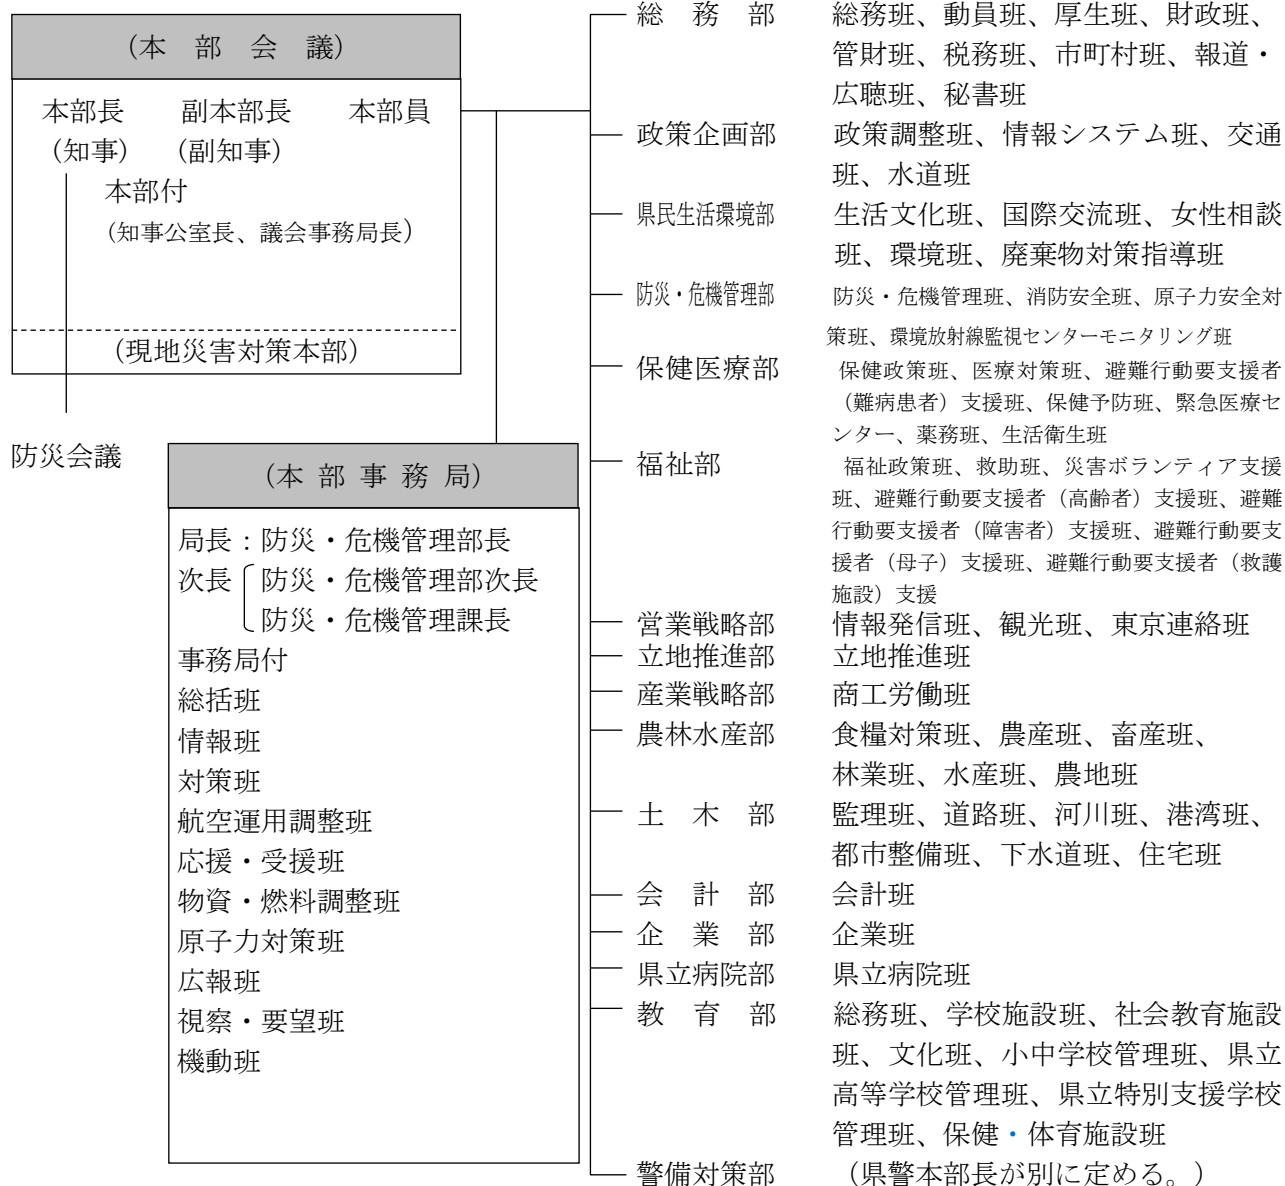 (本　部　会　議)
本部長　副本部長　本部員
(知事)　(副知事)
本部付
(知事公室長、議会事務局長)
(現地災害対策本部)
防災会議
(本 部 事 務 局)
局長：防災・危機管理部長
次長 防災・危機管理部次長
防災・危機管理課長
事務局付
総括班
情報班
対策班
航空運用調整班
応援・受援班
物資・燃料調整班
原子力対策班
広報班
視察・要望班
機動班
総　務　部　総務班、動員班、厚生班、財政班、
管財班、税務班、市町村班、報道・
広聴班、秘書班
政策企画部　政策調整班、情報システム班、交通
班、水道班
県民生活環境部　生活文化班、国際交流班、女性相談
班、環境班、廃棄物対策指導班
防災・危機管理部　防災・危機管理班、消防安全班、原子力安全対
策班、環境放射線監視センターモニタリング班
保健医療部　保健政策班、医療対策班、避難行動要支援者
（難病患者）支援班、保健予防班、緊急医療セ
ンター、薬務班、生活衛生班
福祉部　福祉政策班、救助班、災害ボランティア支援
班、避難行動要支援者（高齢者）支援班、避難
行動要支援者（障害者）支援班、避難行動要支
援者（母子）支援班、避難行動要支援者（救護
施設）支援
営業戦略部　情報発信班、観光班、東京連絡班
立地推進部　立地推進班
産業戦略部　商工労働班
農林水産部　食糧対策班、農産班、畜産班、
林業班、水産班、農地班
土　木　部　監理班、道路班、河川班、港湾班、
都市整備班、下水道班、住宅班
会　計　部　会計班
企　業　部　企業班
県立病院部　県立病院班
教　育　部　総務班、学校施設班、社会教育施設
班、文化班、小中学校管理班、県立
高等学校管理班、県立特別支援学校
管理班、保健・体育施設班
警備対策部　（県警本部長が別に定める。）